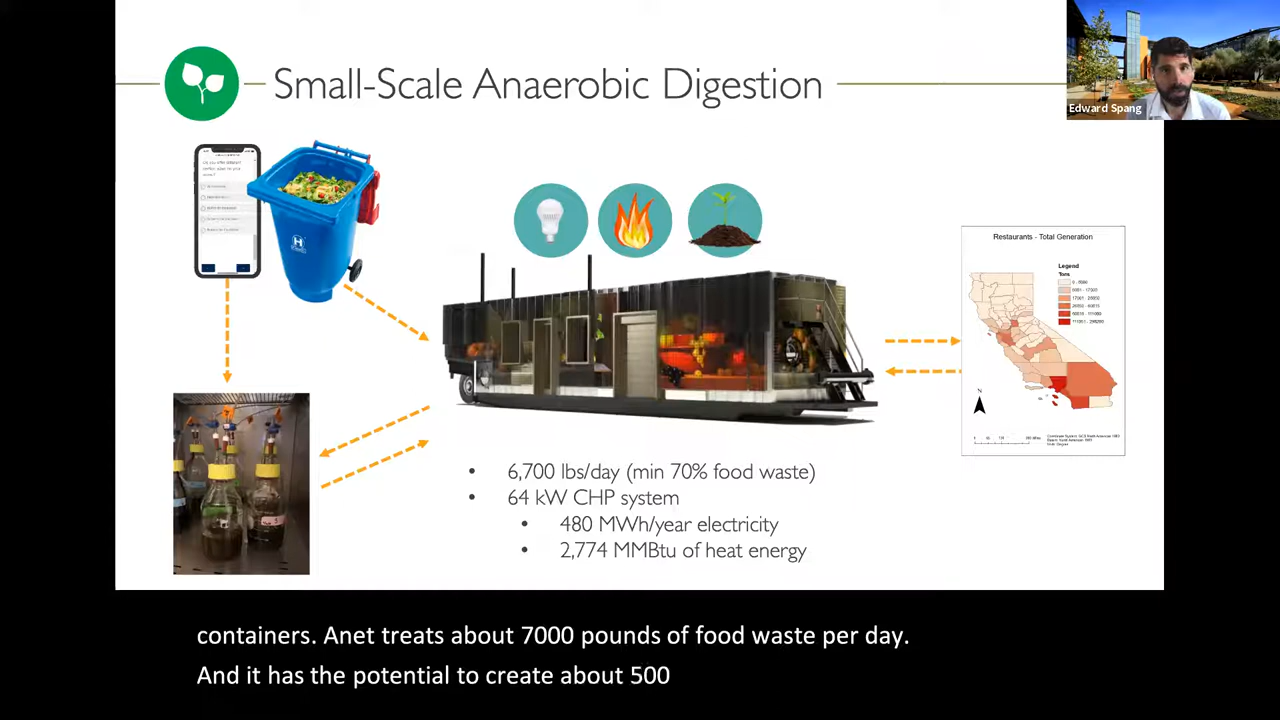 Small-Scale Anaerobic Digestion
Edward Spang
Restaurants - Total Generation
Legend
Tons
N
6,700 lbs/day (min 70% food waste)
64 kW CHP system
480 MWh/year electricity
2,774 MMBtu of heat energy
containers. Anet treats about 7000 pounds of food waste per day.
And it has the potential to create about 500